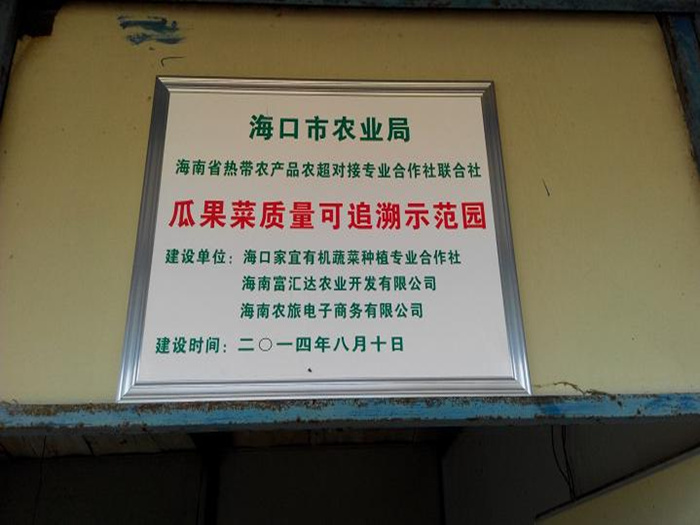 海口市农业局
海南省热带农产品农超对接专业合作社联合社
瓜果菜质量可追溯示范园
建设单位：海口家宜有机蔬菜种植专业合作社
海南富汇达农业开发有限公司
海南农旅电子商务有限公司
建设时间：二〇一四年八月十日